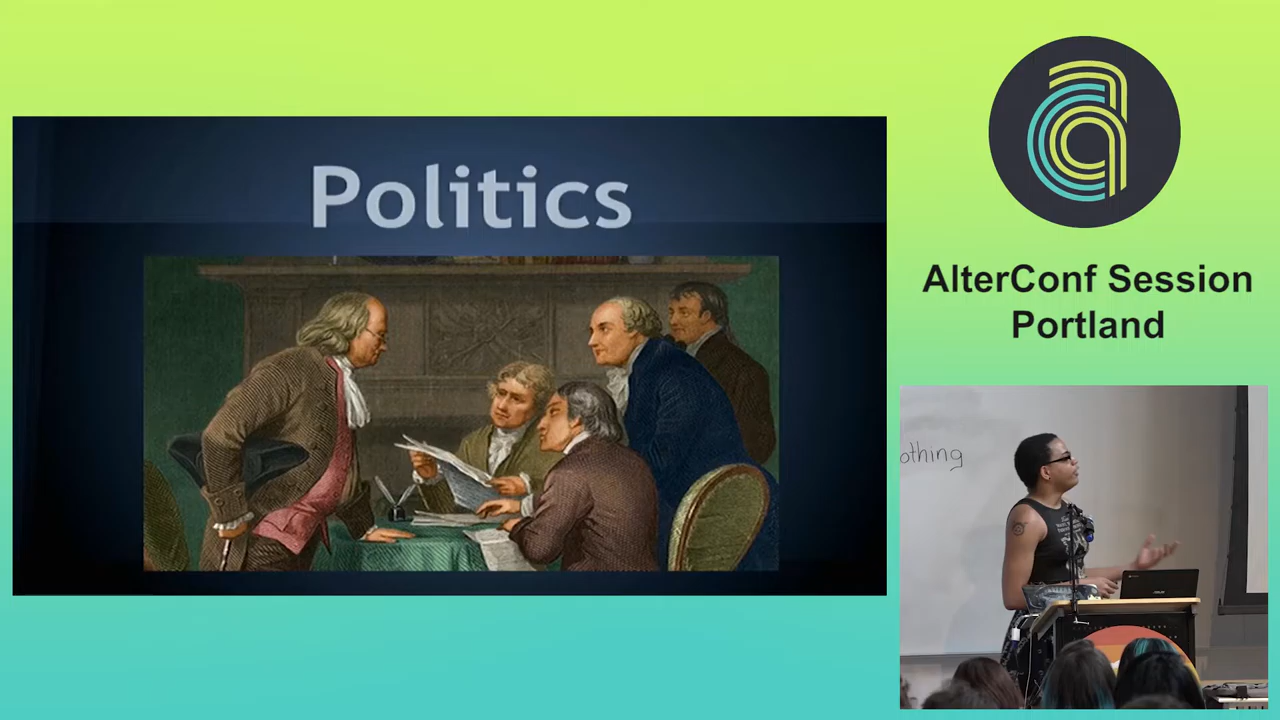 Politics
AlterConf Session
Portland
othing